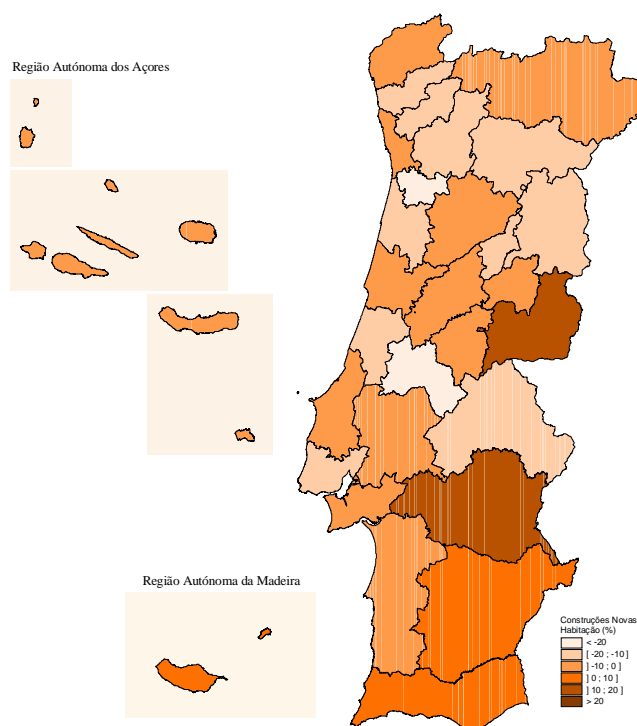 Região Autónoma dos Açores
Região Autónoma da Madeira
Construções Novas
Habitação (%)
< -20
[ -20 ; -10 ]
] -10 ; 0 ]
] 0 ; 10 ]
] 10 ; 20 ]
> 20